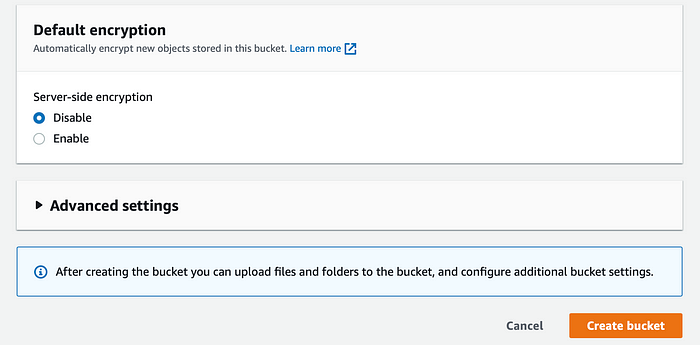 Default encryption
Automatically encrypt new objects stored in this bucket. Learn more
Server-side encryption
Disable
Enable
Advanced settings
After creating the bucket you can upload files and folders to the bucket, and configure additional bucket settings.
Cancel Create bucket